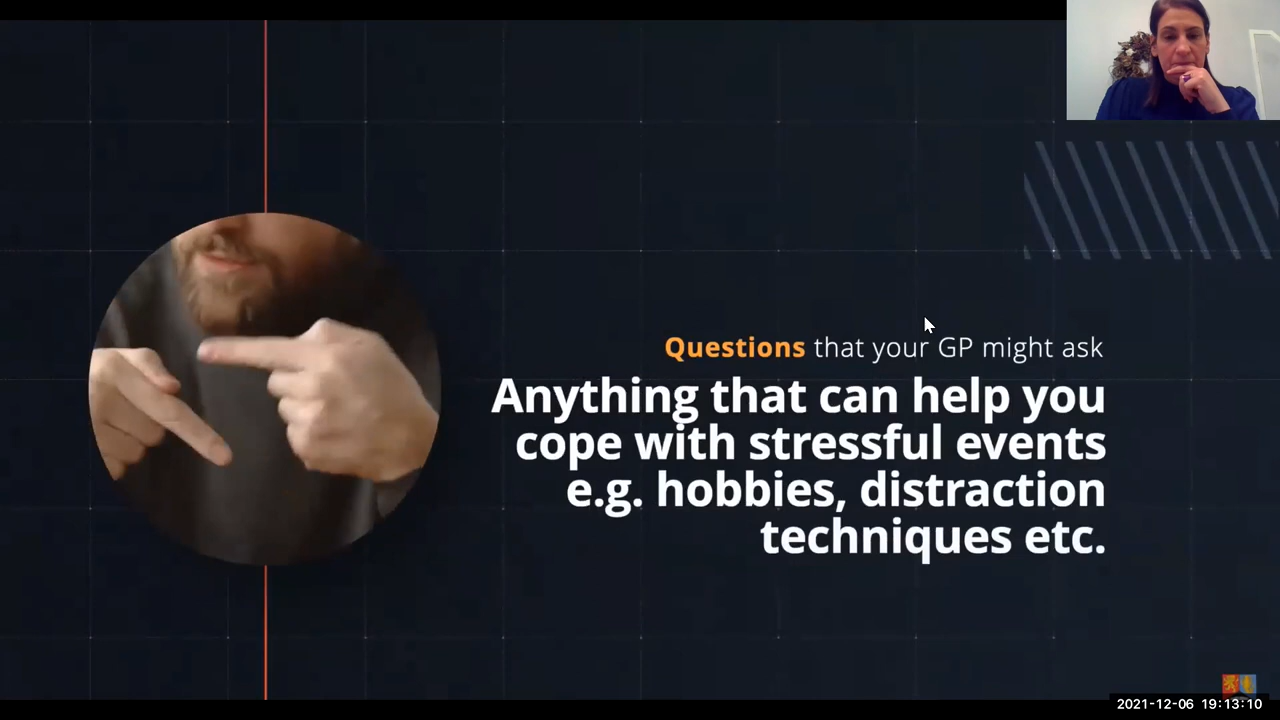 Questions that your GP might ask
Anything that can help you
cope with stressful events
e.g. hobbies, distraction
techniques etc.
2021-12-06 19:13:10